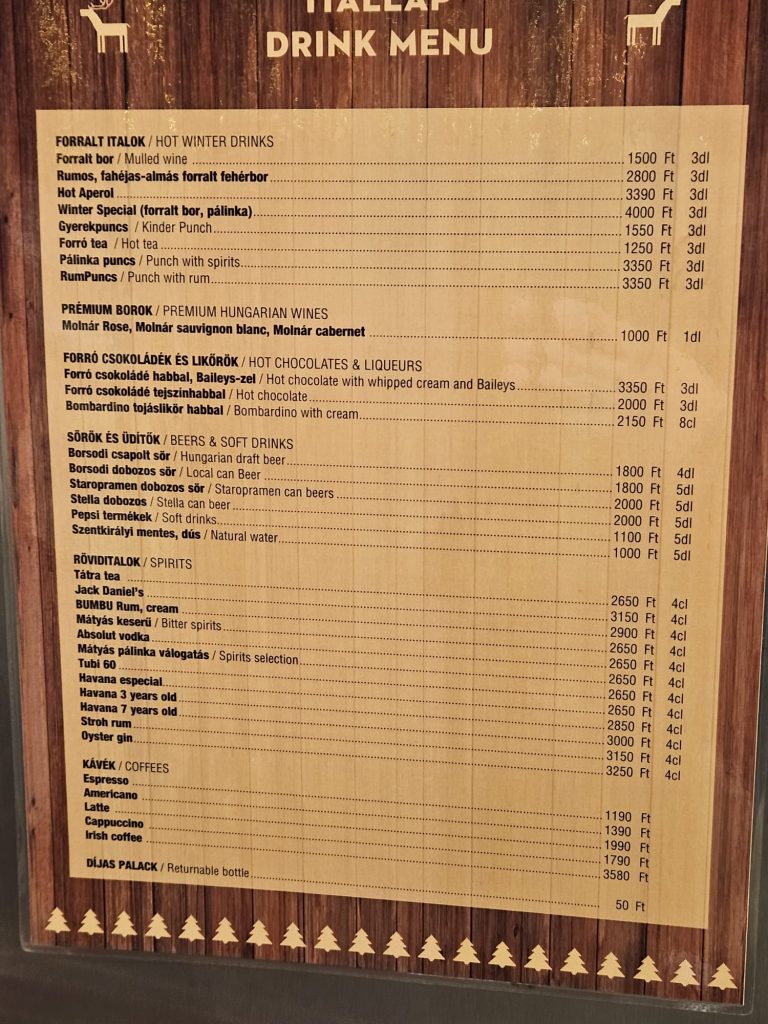 ITALLAP
DRINK MENU
FORRALT ITALOK / HOT WINTER DRINKS
Forralt bor / Mulled wine 1500 Ft 3dl
Rumos, fahéjas-almás forralt fehérbor 2800 Ft 3dl
Hot Aperol 3390 Ft 3dl
Winter Special (forralt bor, pálinka) 4000 Ft 3dl
Gyerekpuncs / Kinder Punch 1550 Ft 3dl
Forró tea / Hot tea 1250 Ft 3dl
Pálinka puncs / Punch with spirits 3350 Ft 3dl
RumPuncs / Punch with rum 3350 Ft 3dl
PRÉMIUM BOROK / PREMIUM HUNGARIAN WINES
Molnár Rose, Molnár sauvignon blanc, Molnár cabernet 1000 Ft 1dl
FORRÓ CSOKOLÁDÉK ÉS LIKŐRÖK / HOT CHOCOLATES & LIQUEURS
Forró csokoládé habbal, Baileys-zel / Hot chocolate with whipped cream and Baileys 3350 Ft 3dl
Forró csokoládé tejszínhabbal / Hot chocolate 2000 Ft 3dl
Bombardino tojáslikőr habbal / Bombardino with cream 2150 Ft 8cl
SÖRÖK ÉS ÜDÍTŐK / BEERS & SOFT DRINKS
Borsodi csapolt sör / Hungarian draft beer 1800 Ft 4dl
Borsodi dobozos sör / Local can Beer 1800 Ft 5dl
Staropramen dobozos sör / Staropramen can beers 2000 Ft 5dl
Stella dobozos / Stella can beer 2000 Ft 5dl
Pepsi termékek / Soft drinks 1100 Ft 5dl
Szentkirályi mentes, dús / Natural water 1000 Ft 5dl
RÖVIDITALOK / SPIRITS
Tátra tea 2650 Ft 4cl
Jack Daniel's 3150 Ft 4cl
BUMBU Rum, cream 2900 Ft 4cl
Mátyás keserű / Bitter spirits 2650 Ft 4cl
Absolut vodka 2650 Ft 4cl
Mátyás pálinka válogatás / Spirits selection 2650 Ft 4cl
Tubi 60 2650 Ft 4cl
Havana especial 2650 Ft 4cl
Havana 3 years old 2850 Ft 4cl
Havana 7 years old 3000 Ft 4cl
Stroh rum 3150 Ft 4cl
Oyster gin 3250 Ft 4cl
KÁVÉK / COFFEES
Espresso 1190 Ft
Americano 1390 Ft
Latte 1990 Ft
Cappuccino 1790 Ft
Irish coffee 3580 Ft
DÍJAS PALACK / Returnable bottle 50 Ft